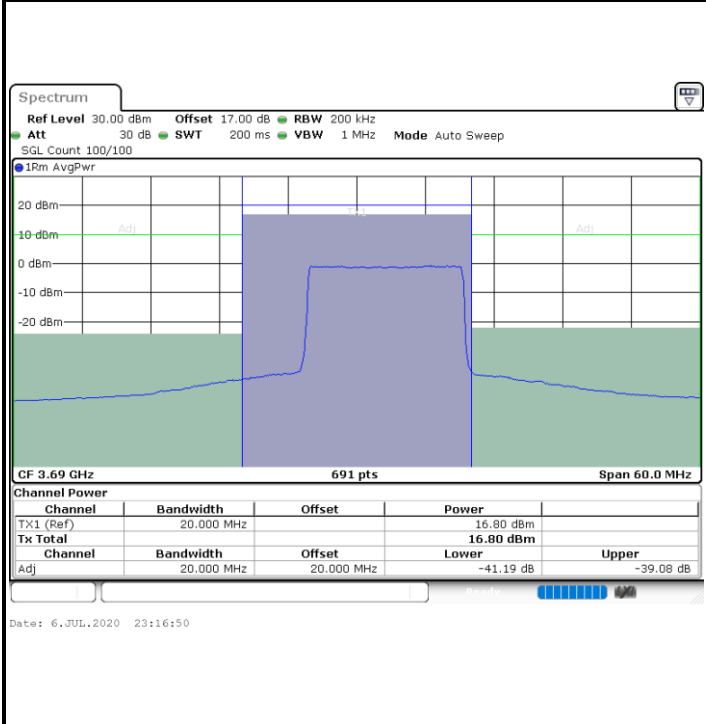 Spectrum
Ref Level 30.00 dBm Offset 17.00 dB RBW 200 kHz
Att 30 dB SWT 200 ms VBW 1 MHz Mode Auto Sweep
SGL Count 100/100
1Rm AvgPwr
20 dBm
TX1
Adj Adj
10 dBm
0 dBm
-10 dBm
-20 dBm
CF 3.69 GHz 691 pts Span 60.0 MHz
Channel Power
Channel Bandwidth Offset Power
TX1 (Ref) 20.000 MHz 16.80 dBm
Tx Total 16.80 dBm
Channel Bandwidth Offset Lower Upper
Adj 20.000 MHz 20.000 MHz -41.19 dB -39.08 dB
Ready
Date: 6.JUL.2020 23:16:50